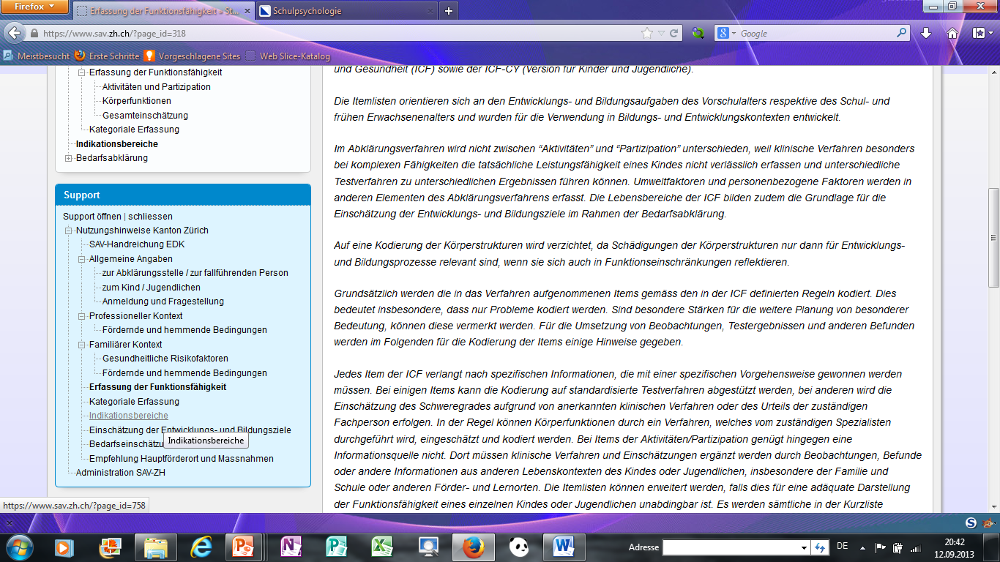 Firefox
Erfassung der Funktionsfähigkeit » St...
Schulpsychologie
https://www.sav.zh.ch/?page_id=318
Google
Meistbesucht
Erste Schritte
Vorgeschlagene Sites
Web Slice-Katalog
Erfassung der Funktionsfähigkeit
Aktivitäten und Partizipation
Körperfunktionen
Gesamteinschätzung
Kategoriale Erfassung
Indikationsbereiche
Bedarfsabklärung
Support
Support öffnen | schliessen
Nutzungshinweise Kanton Zürich
SAV-Handreichung EDK
Allgemeine Angaben
zur Abklärungsstelle / zur fallführenden Person
zum Kind / Jugendlichen
Anmeldung und Fragestellung
Professioneller Kontext
Fördernde und hemmende Bedingungen
Familiärer Kontext
Gesundheitliche Risikofaktoren
Fördernde und hemmende Bedingungen
Erfassung der Funktionsfähigkeit
Kategoriale Erfassung
Indikationsbereiche
Einschätzung der Entwicklungs- und Bildungsziele
Indikationsbereiche
Bedarfseinschätzu
Empfehlung Hauptförderort und Massnahmen
Administration SAV-ZH
https://www.sav.zh.ch/?page_id=758
und Gesundheit (ICF) sowie der ICF-CY (Version für Kinder und Jugendliche).
Die Itemlisten orientieren sich an den Entwicklungs- und Bildungsaufgaben des Vorschulalters respektive des Schul- und
frühen Erwachsenenalters und wurden für die Verwendung in Bildungs- und Entwicklungskontexten entwickelt.
Im Abklärungsverfahren wird nicht zwischen “Aktivitäten” und “Partizipation” unterschieden, weil klinische Verfahren besonders
bei komplexen Fähigkeiten die tatsächliche Leistungsfähigkeit eines Kindes nicht verlässlich erfassen und unterschiedliche
Testverfahren zu unterschiedlichen Ergebnissen führen können. Umweltfaktoren und personenbezogene Faktoren werden in
anderen Elementen des Abklärungsverfahrens erfasst. Die Lebensbereiche der ICF bilden zudem die Grundlage für die
Einschätzung der Entwicklungs- und Bildungsziele im Rahmen der Bedarfsabklärung.
Auf eine Kodierung der Körperstrukturen wird verzichtet, da Schädigungen der Körperstrukturen nur dann für Entwicklungs-
und Bildungsprozesse relevant sind, wenn sie sich auch in Funktionseinschränkungen reflektieren.
Grundsätzlich werden die in das Verfahren aufgenommenen Items gemäss den in der ICF definierten Regeln kodiert. Dies
bedeutet insbesondere, dass nur Probleme kodiert werden. Sind besondere Stärken für die weitere Planung von besonderer
Bedeutung, können diese vermerkt werden. Für die Umsetzung von Beobachtungen, Testergebnissen und anderen Befunden
werden im Folgenden für die Kodierung der Items einige Hinweise gegeben.
Jedes Item der ICF verlangt nach spezifischen Informationen, die mit einer spezifischen Vorgehensweise gewonnen werden
müssen. Bei einigen Items kann die Kodierung auf standardisierte Testverfahren abgestützt werden, bei anderen wird die
Einschätzung des Schweregrades aufgrund von anerkannten klinischen Verfahren oder des Urteils der zuständigen
Fachperson erfolgen. In der Regel können Körperfunktionen durch ein Verfahren, welches vom zuständigen Spezialisten
durchgeführt wird, eingeschätzt und kodiert werden. Bei Items der Aktivitäten/Partizipation genügt hingegen eine
Informationsquelle nicht. Dort müssen klinische Verfahren und Einschätzungen ergänzt werden durch Beobachtungen, Befunde
oder andere Informationen aus anderen Lebenskontexten des Kindes oder Jugendlichen, insbesondere der Familie und
Schule oder anderen Förder- und Lernorten. Die Itemlisten können erweitert werden, falls dies für eine adäquate Darstellung
der Funktionsfähigkeit eines einzelnen Kindes oder Jugendlichen unabdingbar ist. Es werden sämtliche in der Kurzliste
Adresse
DE
20:42
12.09.2013